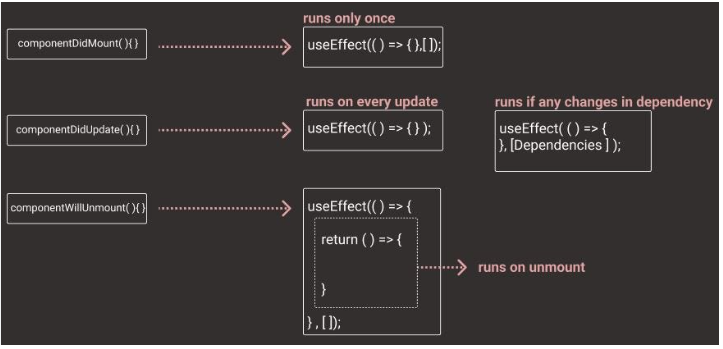 runs only once
componentDidMount( ){ }
useEffect(( ) => { },[ ]);
runs on every update
runs if any changes in dependency
componentDidUpdate( ){ }
useEffect(( ) => { } );
useEffect( ( ) => {
}, [Dependencies ] );
componentWillUnmount( ){ }
useEffect(( ) => {
return ( ) => {
runs on unmount
}
} , [ ]);